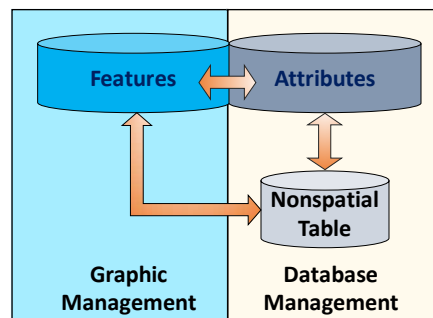 Features
Attributes
Nonspatial
Table
Graphic
Management
Database
Management